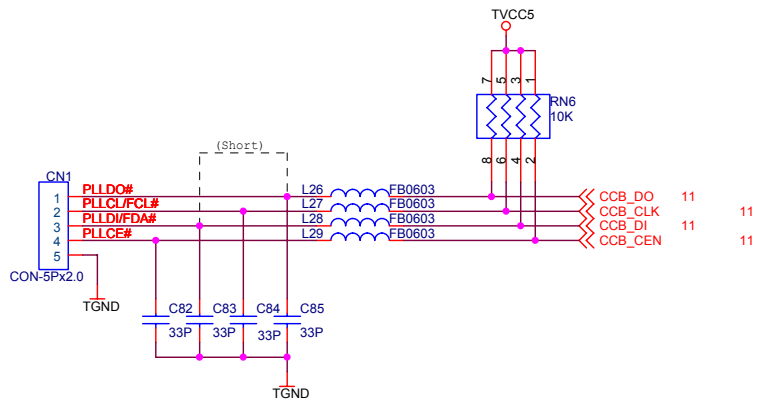 TVCC5
7 5 3 1
RN6
10K
8 6 4 2
(Short)
CN1
1 PLLDO# L26 FB0603 CCB_DO 11
2 PLLCL/FCL# L27 CCB_CLK 11
3 PLLDI/FDA# L28 FB0603 CCB_DI 11
4 PLLCE# L29 FB0603 CCB_CEN 11
5
CON-5Px2.0
TGND
C82 C83 C84 C85
33P 33P 33P 33P
TGND